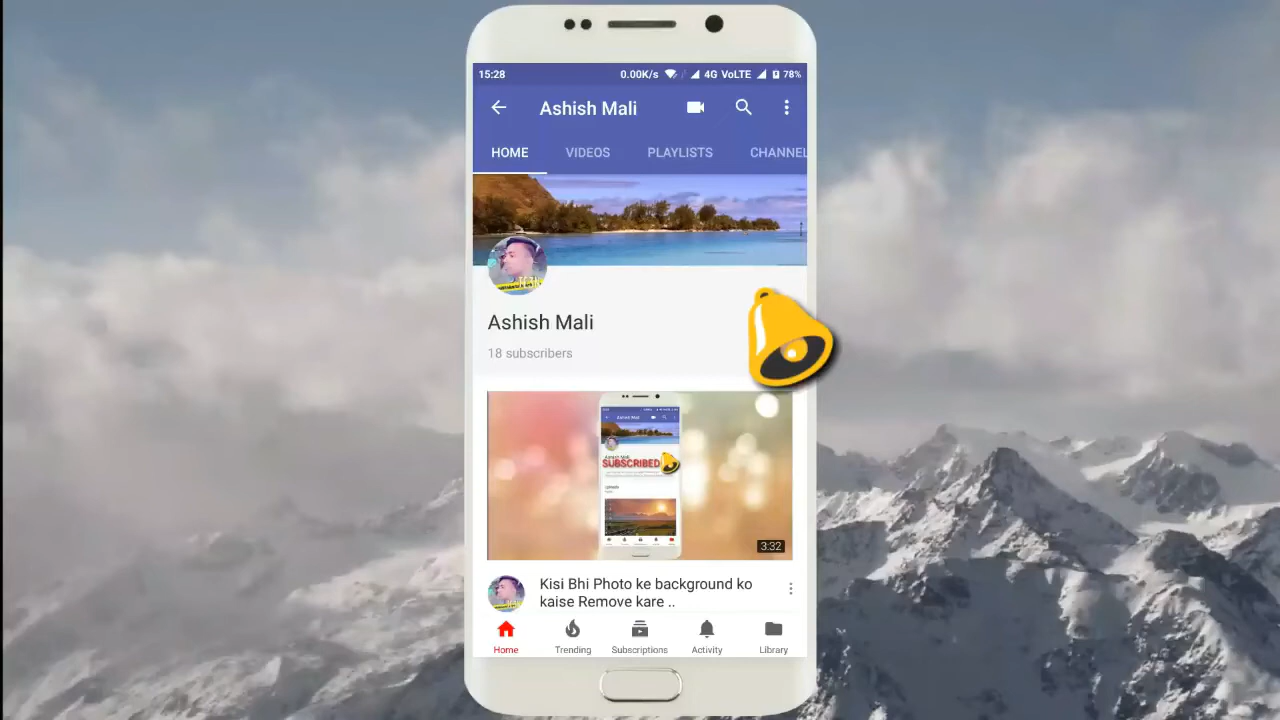 15:28 0.00K/s 4G VoLTE 78%
Ashish Mali
HOME VIDEOS PLAYLISTS CHANNEL
Ashish Mali
18 subscribers
SUBSCRIBED
3:32
Kisi Bhi Photo ke background ko
kaise Remove kare ..
Home Trending Subscriptions Activity Library